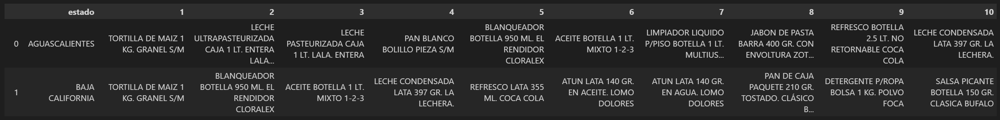 estado 1 2 3 4 5 6 7 8 9 10
0
AGUASCALIENTES
TORTILLA DE MAIZ 1
KG. GRANEL S/M
LECHE
ULTRAPASTEURIZADA
CAJA 1 LT. ENTERA
LALA...
LECHE
PASTEURIZADA CAJA
1 LT. LALA. ENTERA
PAN BLANCO
BOLILLO PIEZA S/M
BLANQUEADOR
BOTELLA 950 ML. EL
RENDIDOR
CLORALEX
ACEITE BOTELLA 1 LT.
MIXTO 1-2-3
LIMPIADOR LIQUIDO
P/PISO BOTELLA 1 LT.
MULTIUS...
JABON DE PASTA
BARRA 400 GR. CON
ENVOLTURA ZOT...
REFRESCO BOTELLA
2.5 LT. NO
RETORNABLE COCA
COLA
LECHE CONDENSADA
LATA 397 GR. LA
LECHERA.
1
BAJA
CALIFORNIA
TORTILLA DE MAIZ 1
KG. GRANEL S/M
BLANQUEADOR
BOTELLA 950 ML. EL
RENDIDOR
CLORALEX
ACEITE BOTELLA 1 LT.
MIXTO 1-2-3
LECHE CONDENSADA
LATA 397 GR. LA
LECHERA.
REFRESCO LATA 355
ML. COCA COLA
ATUN LATA 140 GR.
EN ACEITE. LOMO
DOLORES
ATUN LATA 140 GR.
EN AGUA. LOMO
DOLORES
PAN DE CAJA
PAQUETE 210 GR.
TOSTADO. CLÁSICO
B...
DETERGENTE P/ROPA
BOLSA 1 KG. POLVO
FOCA
SALSA PICANTE
BOTELLA 150 GR.
CLASICA BUFALO